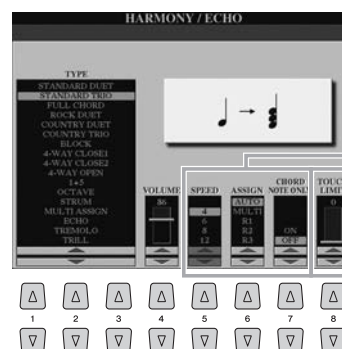 HARMONY / ECHO
TYPE
STANDARD DUET
STANDARD TRIO
FULL CHORD
ROCK DUET
COUNTRY DUET
COUNTRY TRIO
BLOCK
4-WAY CLOSE1
4-WAY CLOSE2
4-WAY OPEN
1+5
OCTAVE
STRUM
MULTI ASSIGN
ECHO
TREMOLO
TRILL
VOLUME
86
SPEED
4
6
8
12
ASSIGN
AUTO
MULTI
R1
R2
R3
CHORD
NOTE ONLY
ON
OFF
TOUC
LIMIT
0
1 2 3 4 5 6 7 8